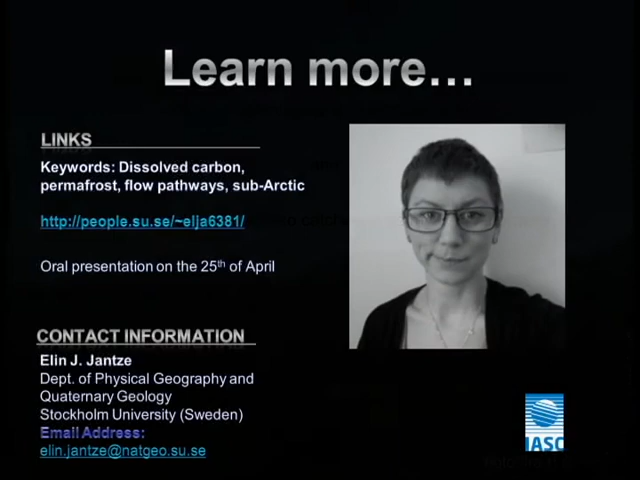 Learn more...
LINKS
Keywords: Dissolved carbon,
permafrost, flow pathways, sub-Arctic
http://people.su.se/~elja6381/
Oral presentation on the 25th of April
CONTACT INFORMATION
Elin J. Jantze
Dept. of Physical Geography and
Quaternary Geology
Stockholm University (Sweden)
Email Address:
elin.jantze@natgeo.su.se
IASC